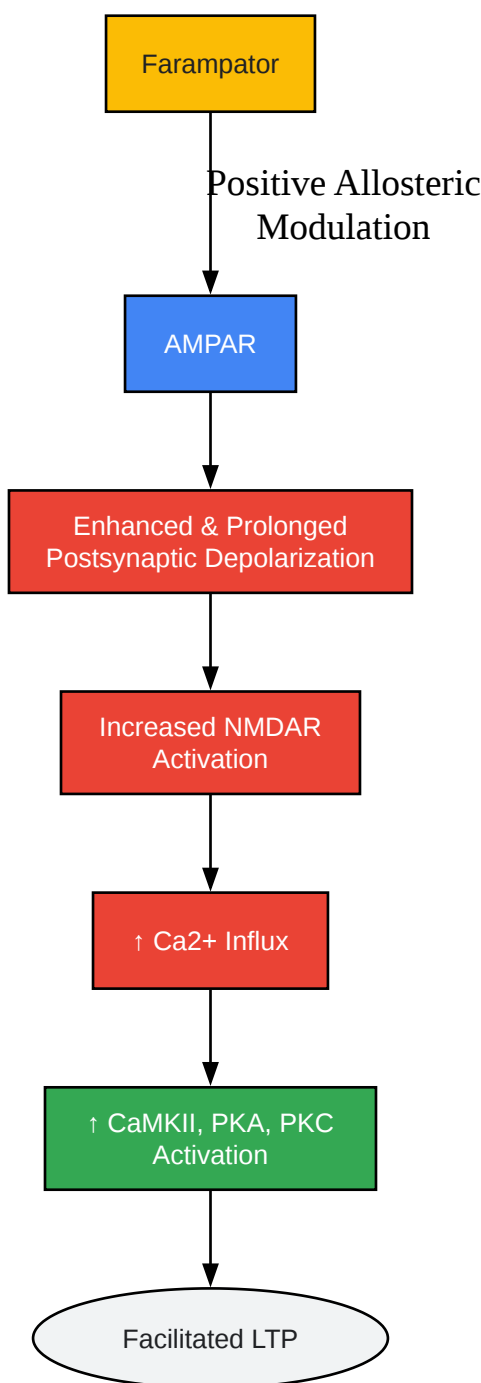 Farampator
Positive Allosteric
Modulation
AMPAR
Enhanced & Prolonged
Postsynaptic Depolarization
Increased NMDAR
Activation
↑ Ca2+ Influx
↑ CaMKII, PKA, PKC
Activation
Facilitated LTP